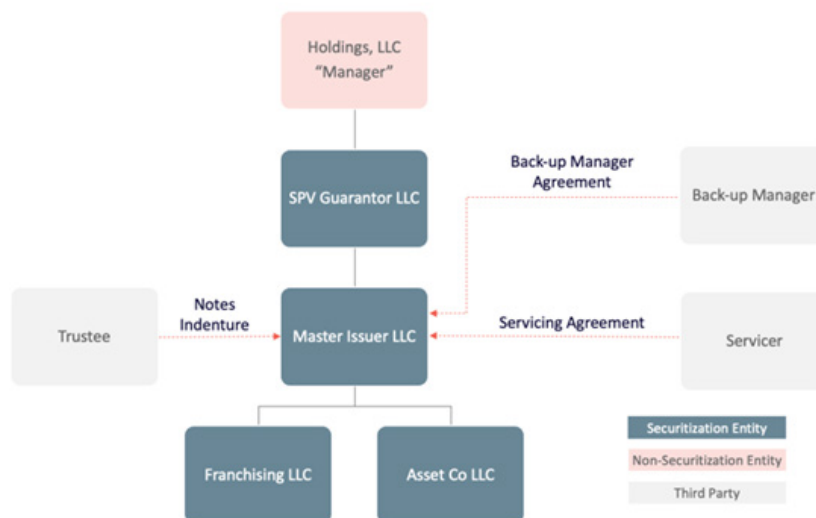 Holdings, LLC
“Manager”
SPV Guarantor LLC
Back-up Manager
Agreement
Back-up Manager
Notes
Indenture
Trustee
Master Issuer LLC
Servicing Agreement
Servicer
Franchising LLC
Asset Co LLC
Securitization Entity
Non-Securitization Entity
Third Party